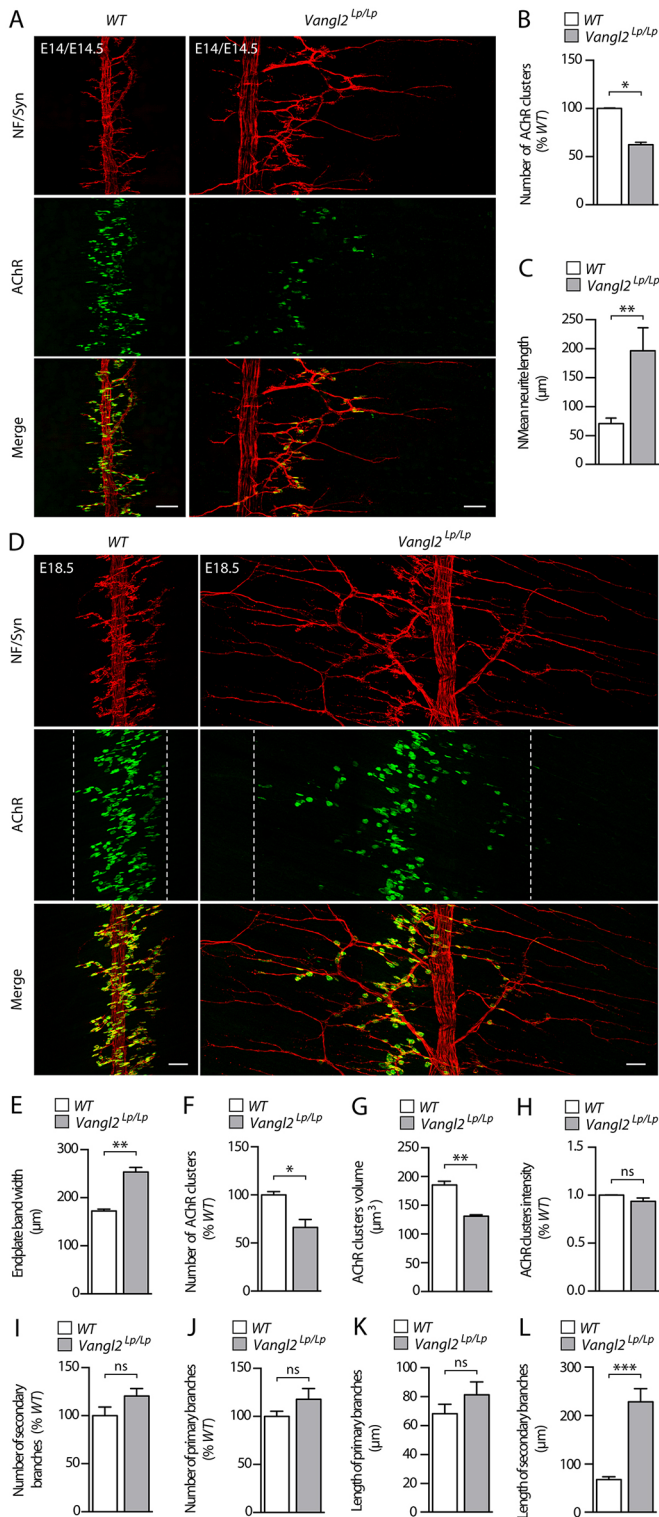 A
WT
Vangl2 Lp/Lp
E14/E14.5
E14/E14.5
NF/Syn
AChR
Merge
B
WT
Vangl2 Lp/Lp
Number of AChR clusters
(% WT)
150
100
50
0
*
C
WT
Vangl2 Lp/Lp
NMean neurite length
(µm)
250
200
150
100
50
0
**
D
WT
Vangl2 Lp/Lp
E18.5
E18.5
NF/Syn
AChR
Merge
E
WT
Vangl2 Lp/Lp
Endplate band width
(µm)
300
200
100
0
**
F
WT
Vangl2 Lp/Lp
Number of AChR clusters
(% WT)
150
100
50
0
*
G
WT
Vangl2 Lp/Lp
AChR clusters volume
(µm3)
250
200
150
100
50
0
**
H
WT
Vangl2 Lp/Lp
AChR clusters intensity
(% WT)
1.5
1.0
0.5
0
ns
I
WT
Vangl2 Lp/Lp
Number of secondary
branches (% WT)
150
100
50
0
ns
J
WT
Vangl2 Lp/Lp
Number of primary branches
(% WT)
150
100
50
0
ns
K
WT
Vangl2 Lp/Lp
Length of primary branches
(µm)
100
80
60
40
20
0
ns
L
WT
Vangl2 Lp/Lp
Length of secondary branches
(µm)
300
200
100
0
***